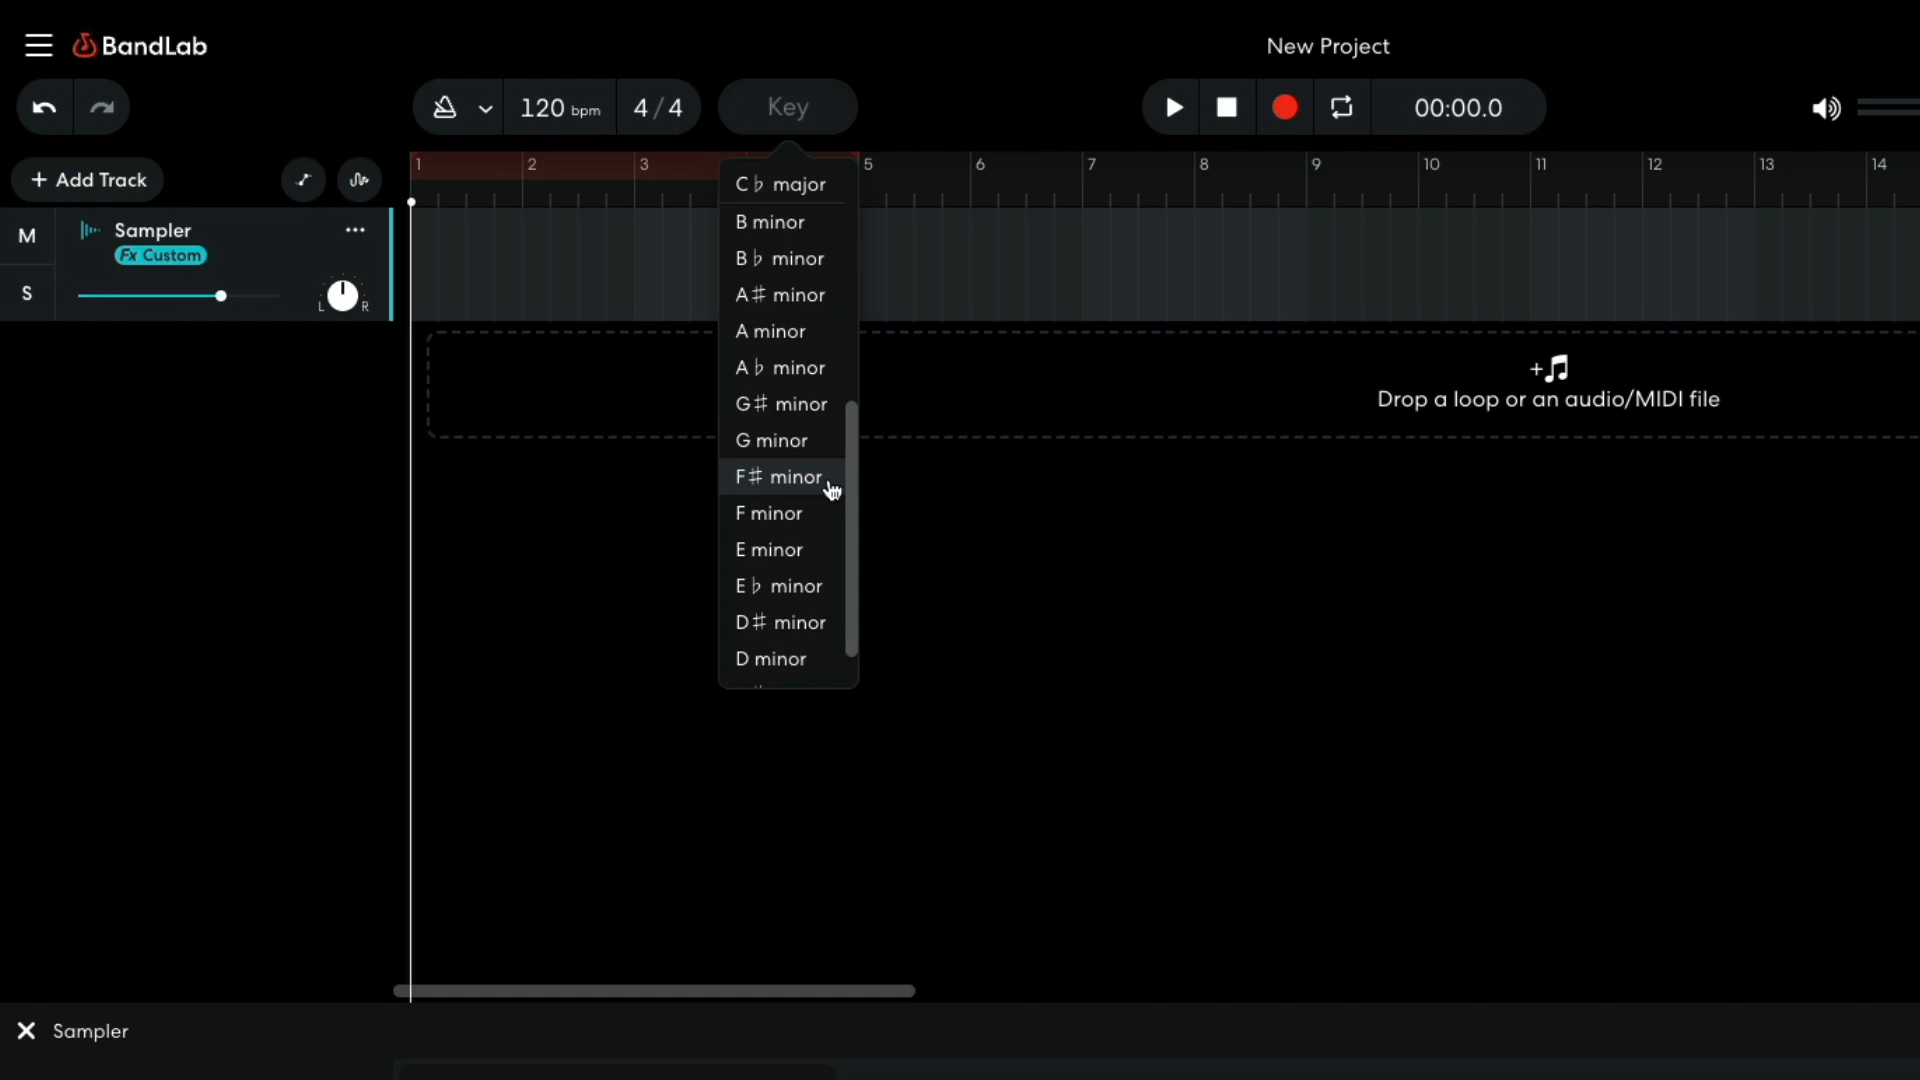 BandLab
New Project
120 bpm
4/4
Key
00:00.0
+ Add Track
1 2 3 5 6 7 8 9 10 11 12 13 14
M
Sampler
Fx Custom
S
L R
C♭ major
B minor
B♭ minor
A♯ minor
A minor
A♭ minor
G♯ minor
G minor
F♯ minor
F minor
E minor
E♭ minor
D♯ minor
D minor
Drop a loop or an audio/MIDI file
Sampler